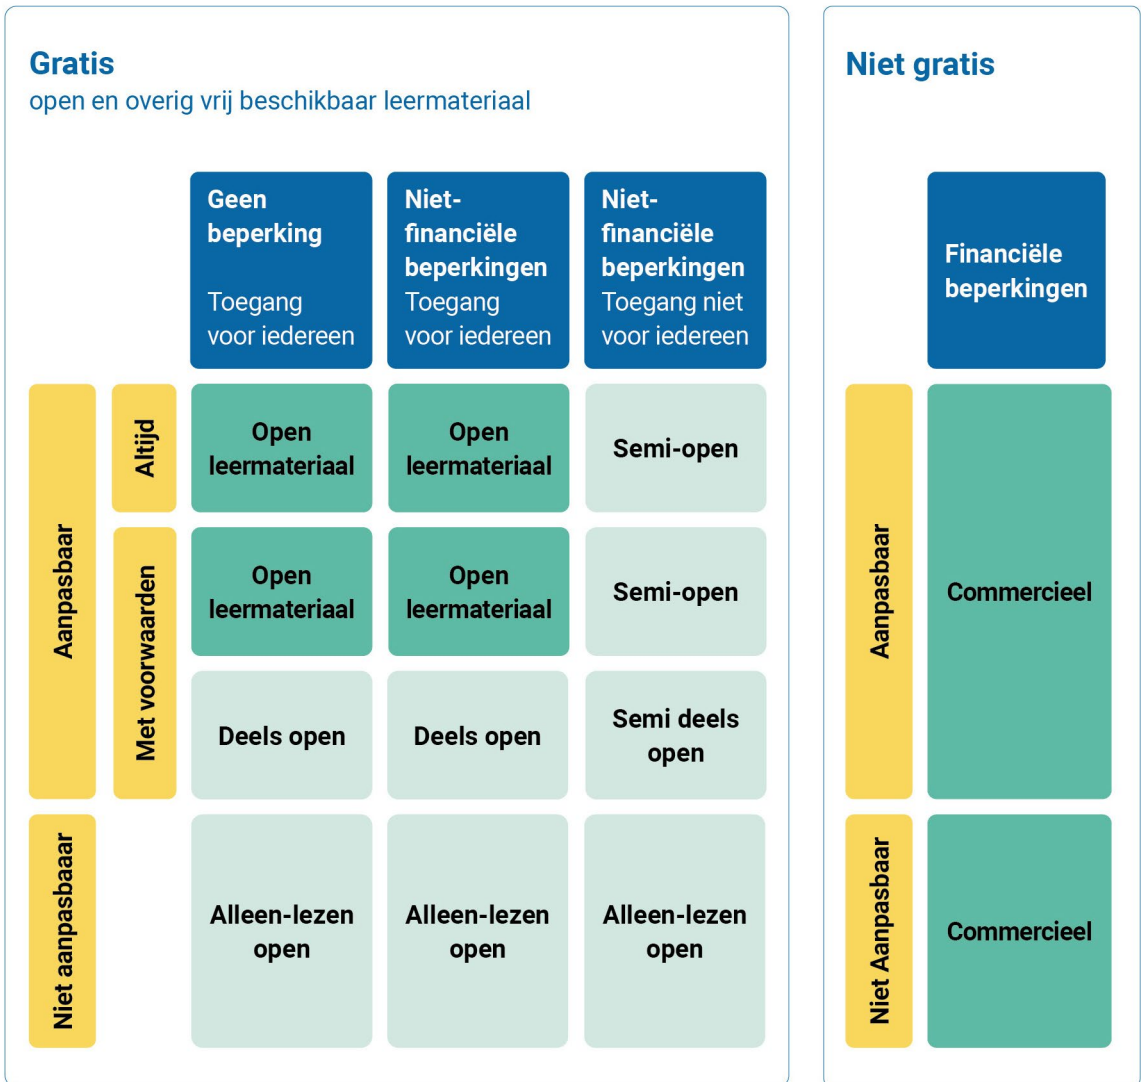 Gratis
open en overig vrij beschikbaar leermateriaal
Geen
beperking
Toegang
voor iedereen
Niet-
financiële
beperkingen
Toegang
voor iedereen
Niet-
financiële
beperkingen
Toegang niet
voor iedereen
Aanpasbaar
Altijd
Open
leermateriaal
Open
leermateriaal
Semi-open
Met voorwaarden
Open
leermateriaal
Open
leermateriaal
Semi-open
Deels open
Deels open
Semi deels
open
Niet aanpasbaaar
Alleen-lezen
open
Alleen-lezen
open
Alleen-lezen
open
Niet gratis
Financiële
beperkingen
Aanpasbaar
Commercieel
Niet Aanpasbaar
Commercieel